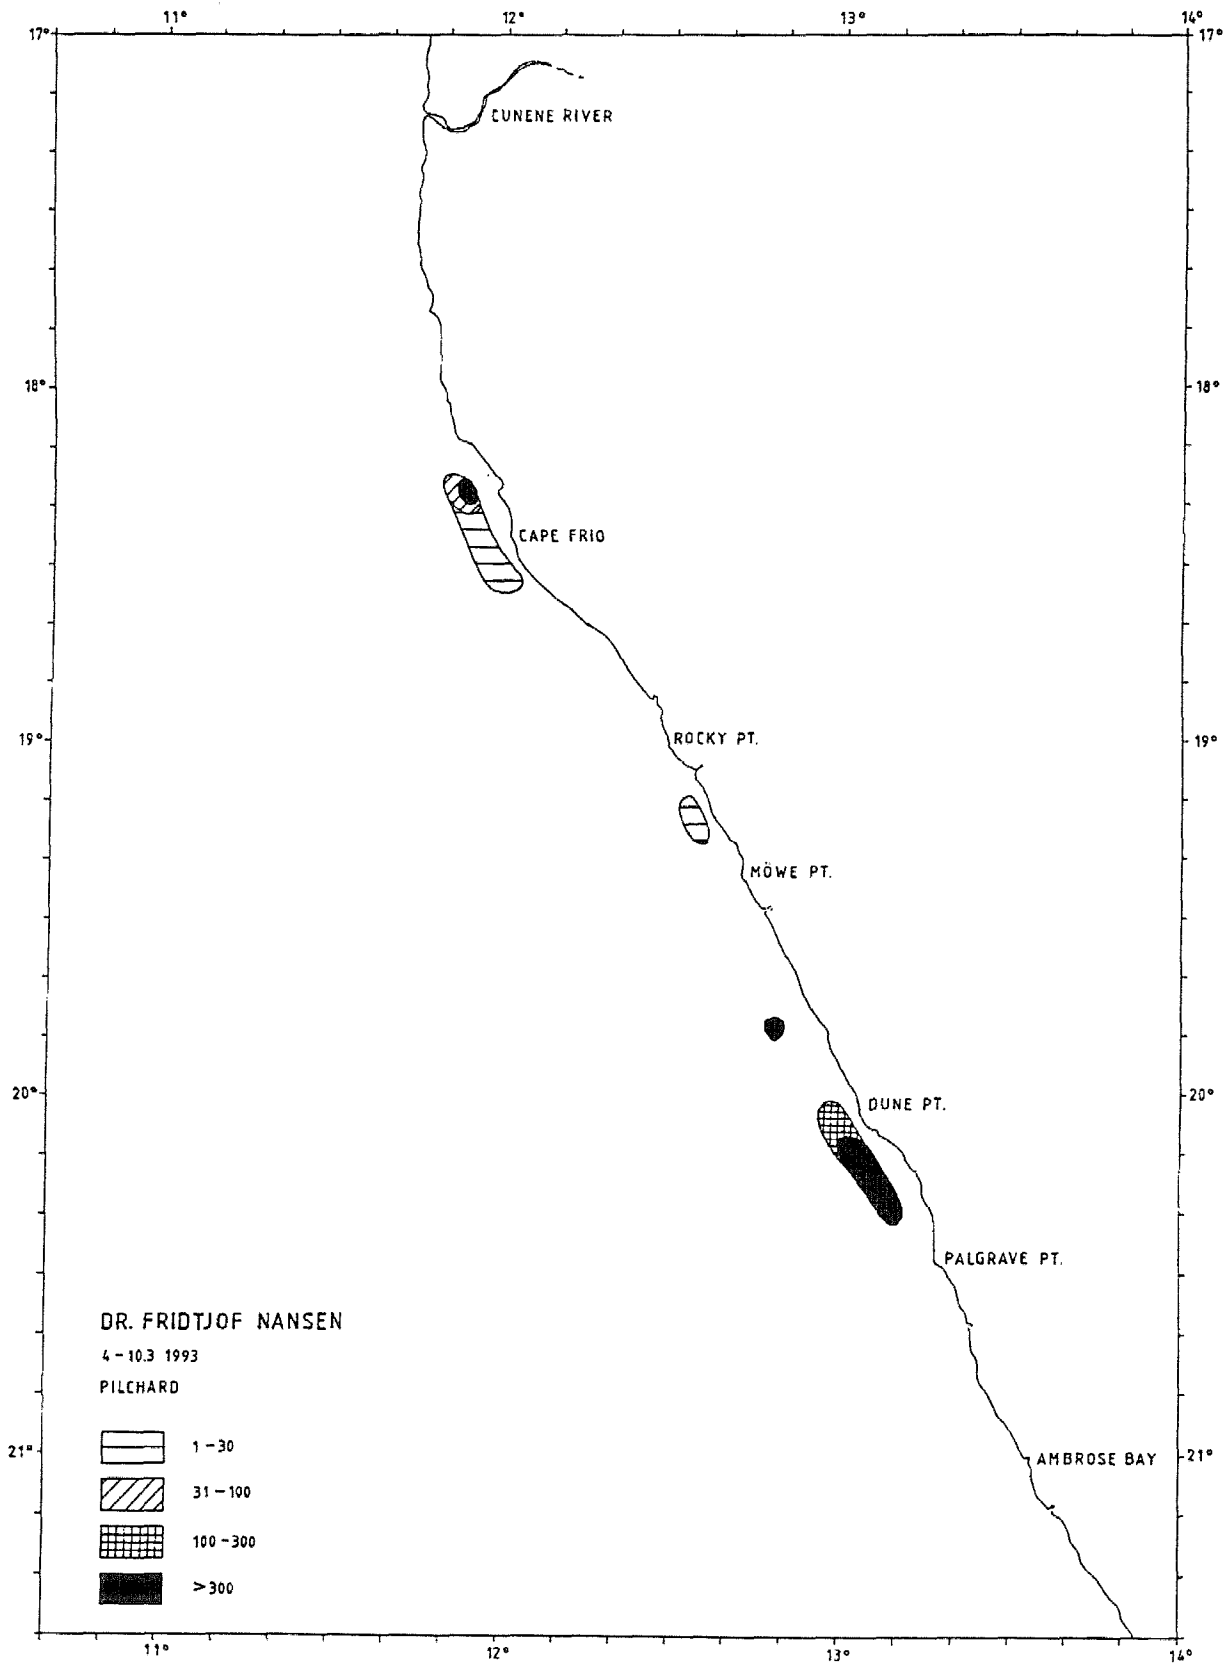 11° 12° 13° 14°
17° 17°
CUNENE RIVER
18° 18°
CAPE FRIO
19° 19°
ROCKY PT.
MÖWE PT.
20° 20°
DUNE PT.
PALGRAVE PT.
DR. FRIDTJOF NANSEN
4-10.3 1993
PILCHARD
1-30
21° 21°
AMBROSE BAY
31-100
100-300
>300
11° 12° 13° 14°